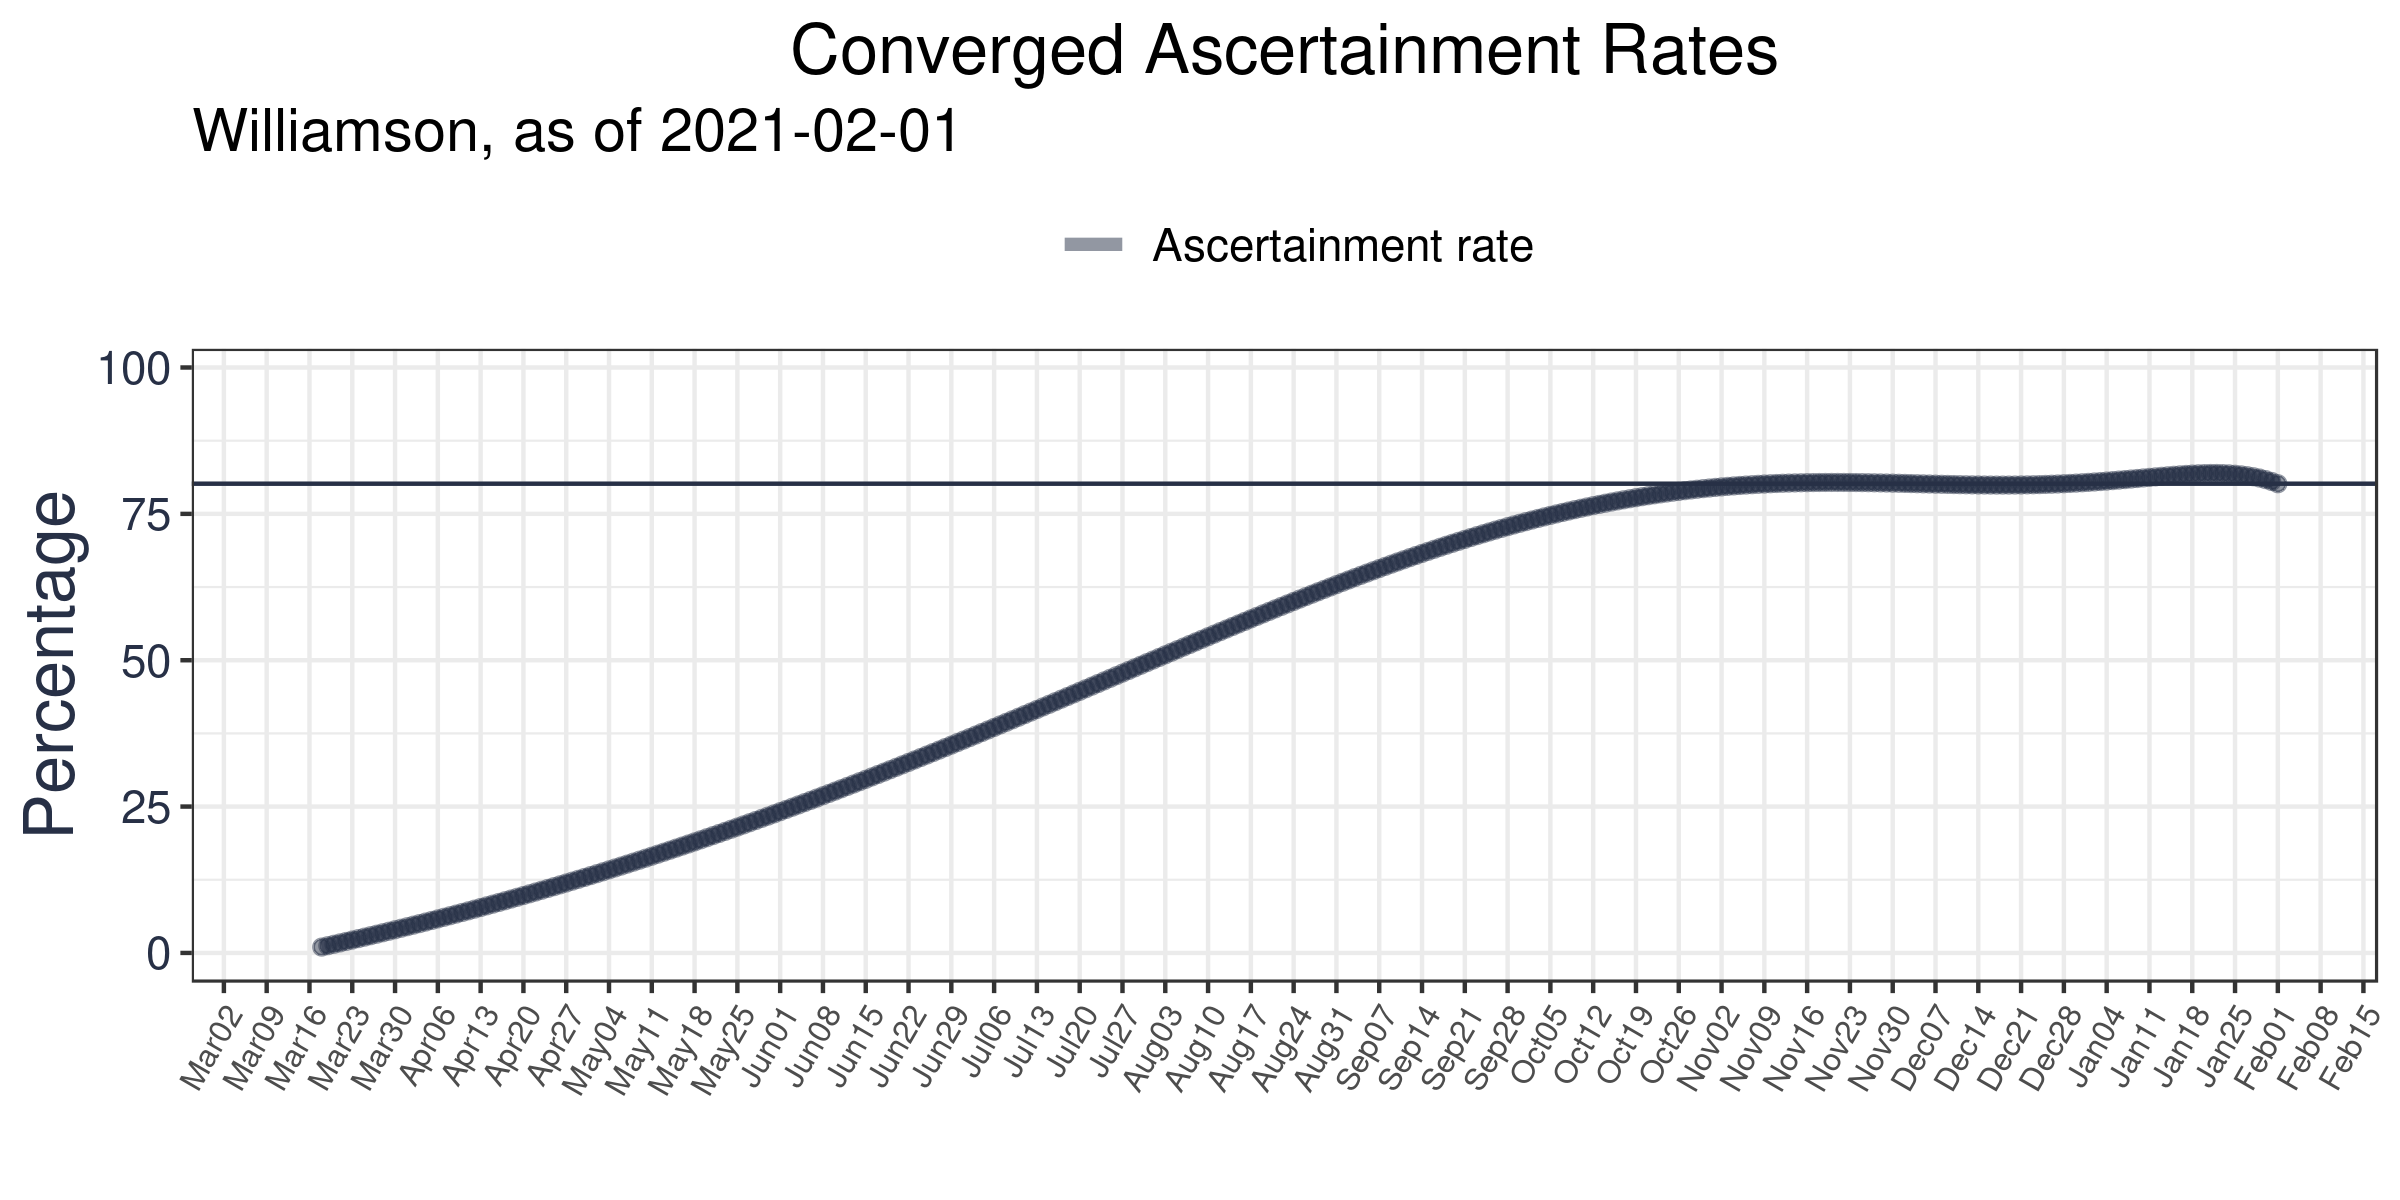 Converged Ascertainment Rates
Williamson, as of 2021-02-01
Ascertainment rate
Percentage
100
75
50
25
0
Mar02 Mar09 Mar16 Mar23 Mar30 Apr06 Apr13 Apr20 Apr27 May04 May11 May18 May25 Jun01 Jun08 Jun15 Jun22 Jun29 Jul06 Jul13 Jul20 Jul27 Aug03 Aug10 Aug17 Aug24 Aug31 Sep07 Sep14 Sep21 Sep28 Oct05 Oct12 Oct19 Oct26 Nov02 Nov09 Nov16 Nov23 Nov30 Dec07 Dec14 Dec21 Dec28 Jan04 Jan11 Jan18 Jan25 Feb01 Feb08 Feb15